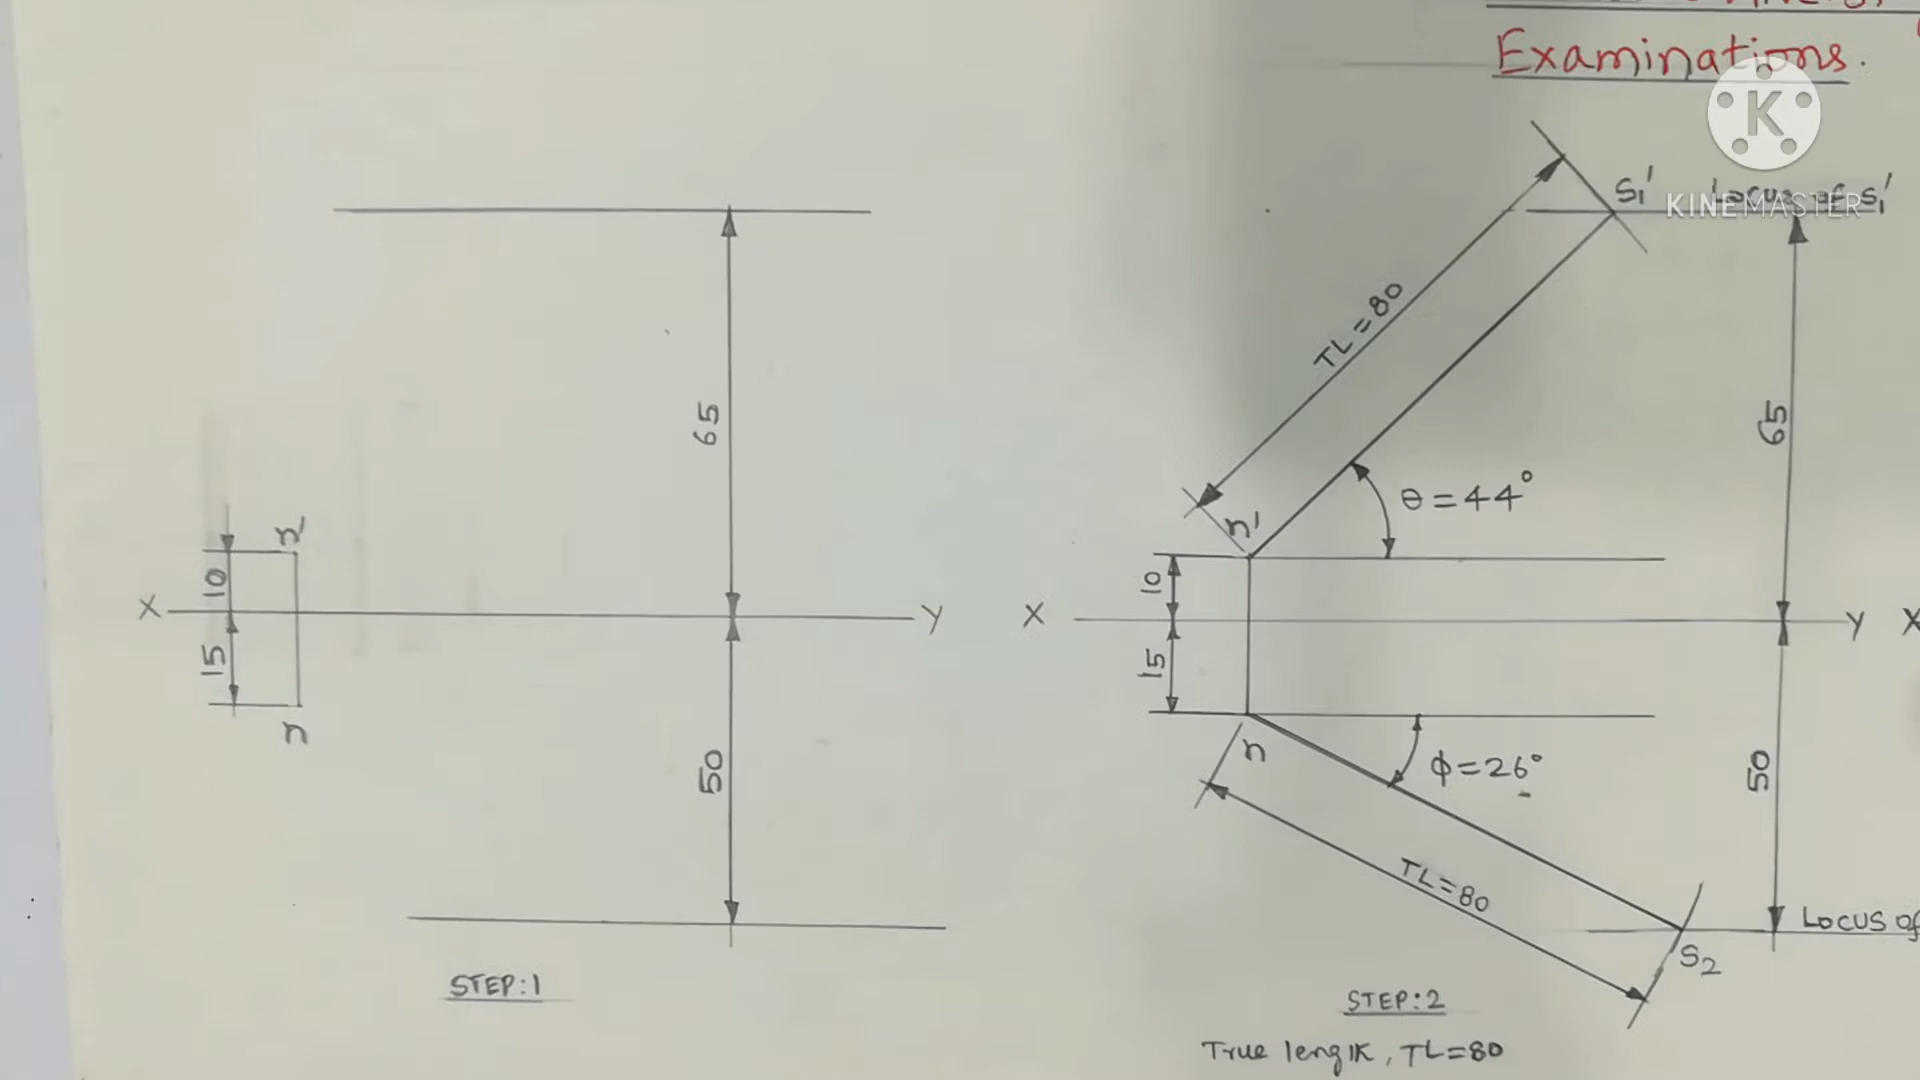 Examinations.
K
KINEMASTER
S₁'
Locus of S₁'
TL=80
65
65
θ=44°
n'
n'
10
10
X
Y
X
Y
X
15
15
n
n
φ=26°
50
50
TL=80
Locus of
S₂
STEP:1
STEP:2
True length, TL=80